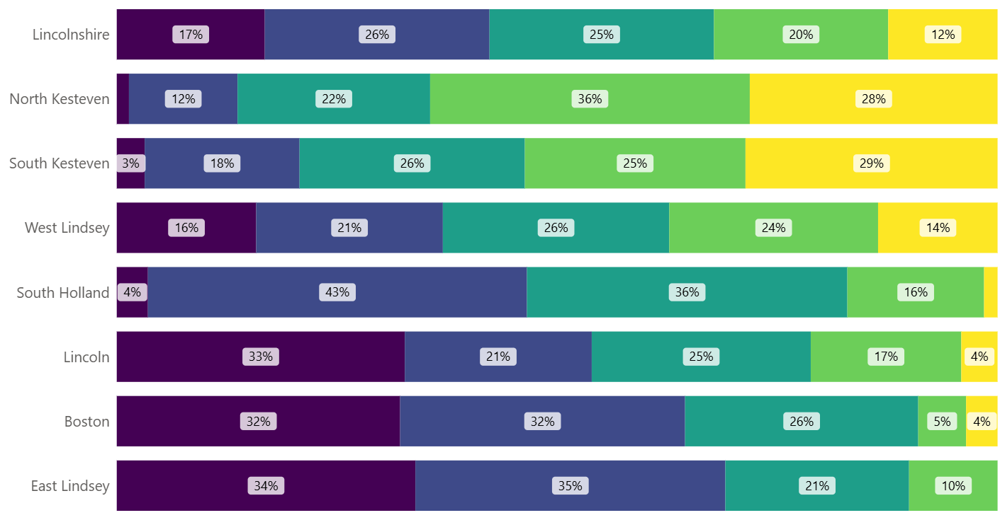 Lincolnshire 17% 26% 25% 20% 12%
North Kesteven 12% 22% 36% 28%
South Kesteven 3% 18% 26% 25% 29%
West Lindsey 16% 21% 26% 24% 14%
South Holland 4% 43% 36% 16%
Lincoln 33% 21% 25% 17% 4%
Boston 32% 32% 26% 5% 4%
East Lindsey 34% 35% 21% 10%